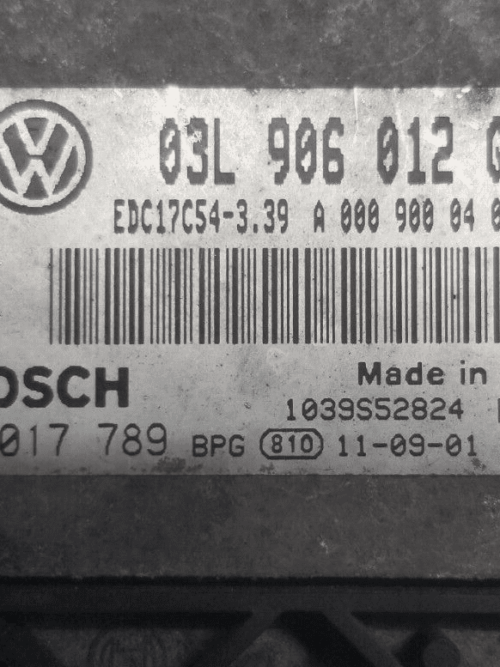 03L 906 012
EDC17C54-3.39 A 000 900 04
OSCH
Made in
1039S52824
017 789 BPG 810 11-09-01